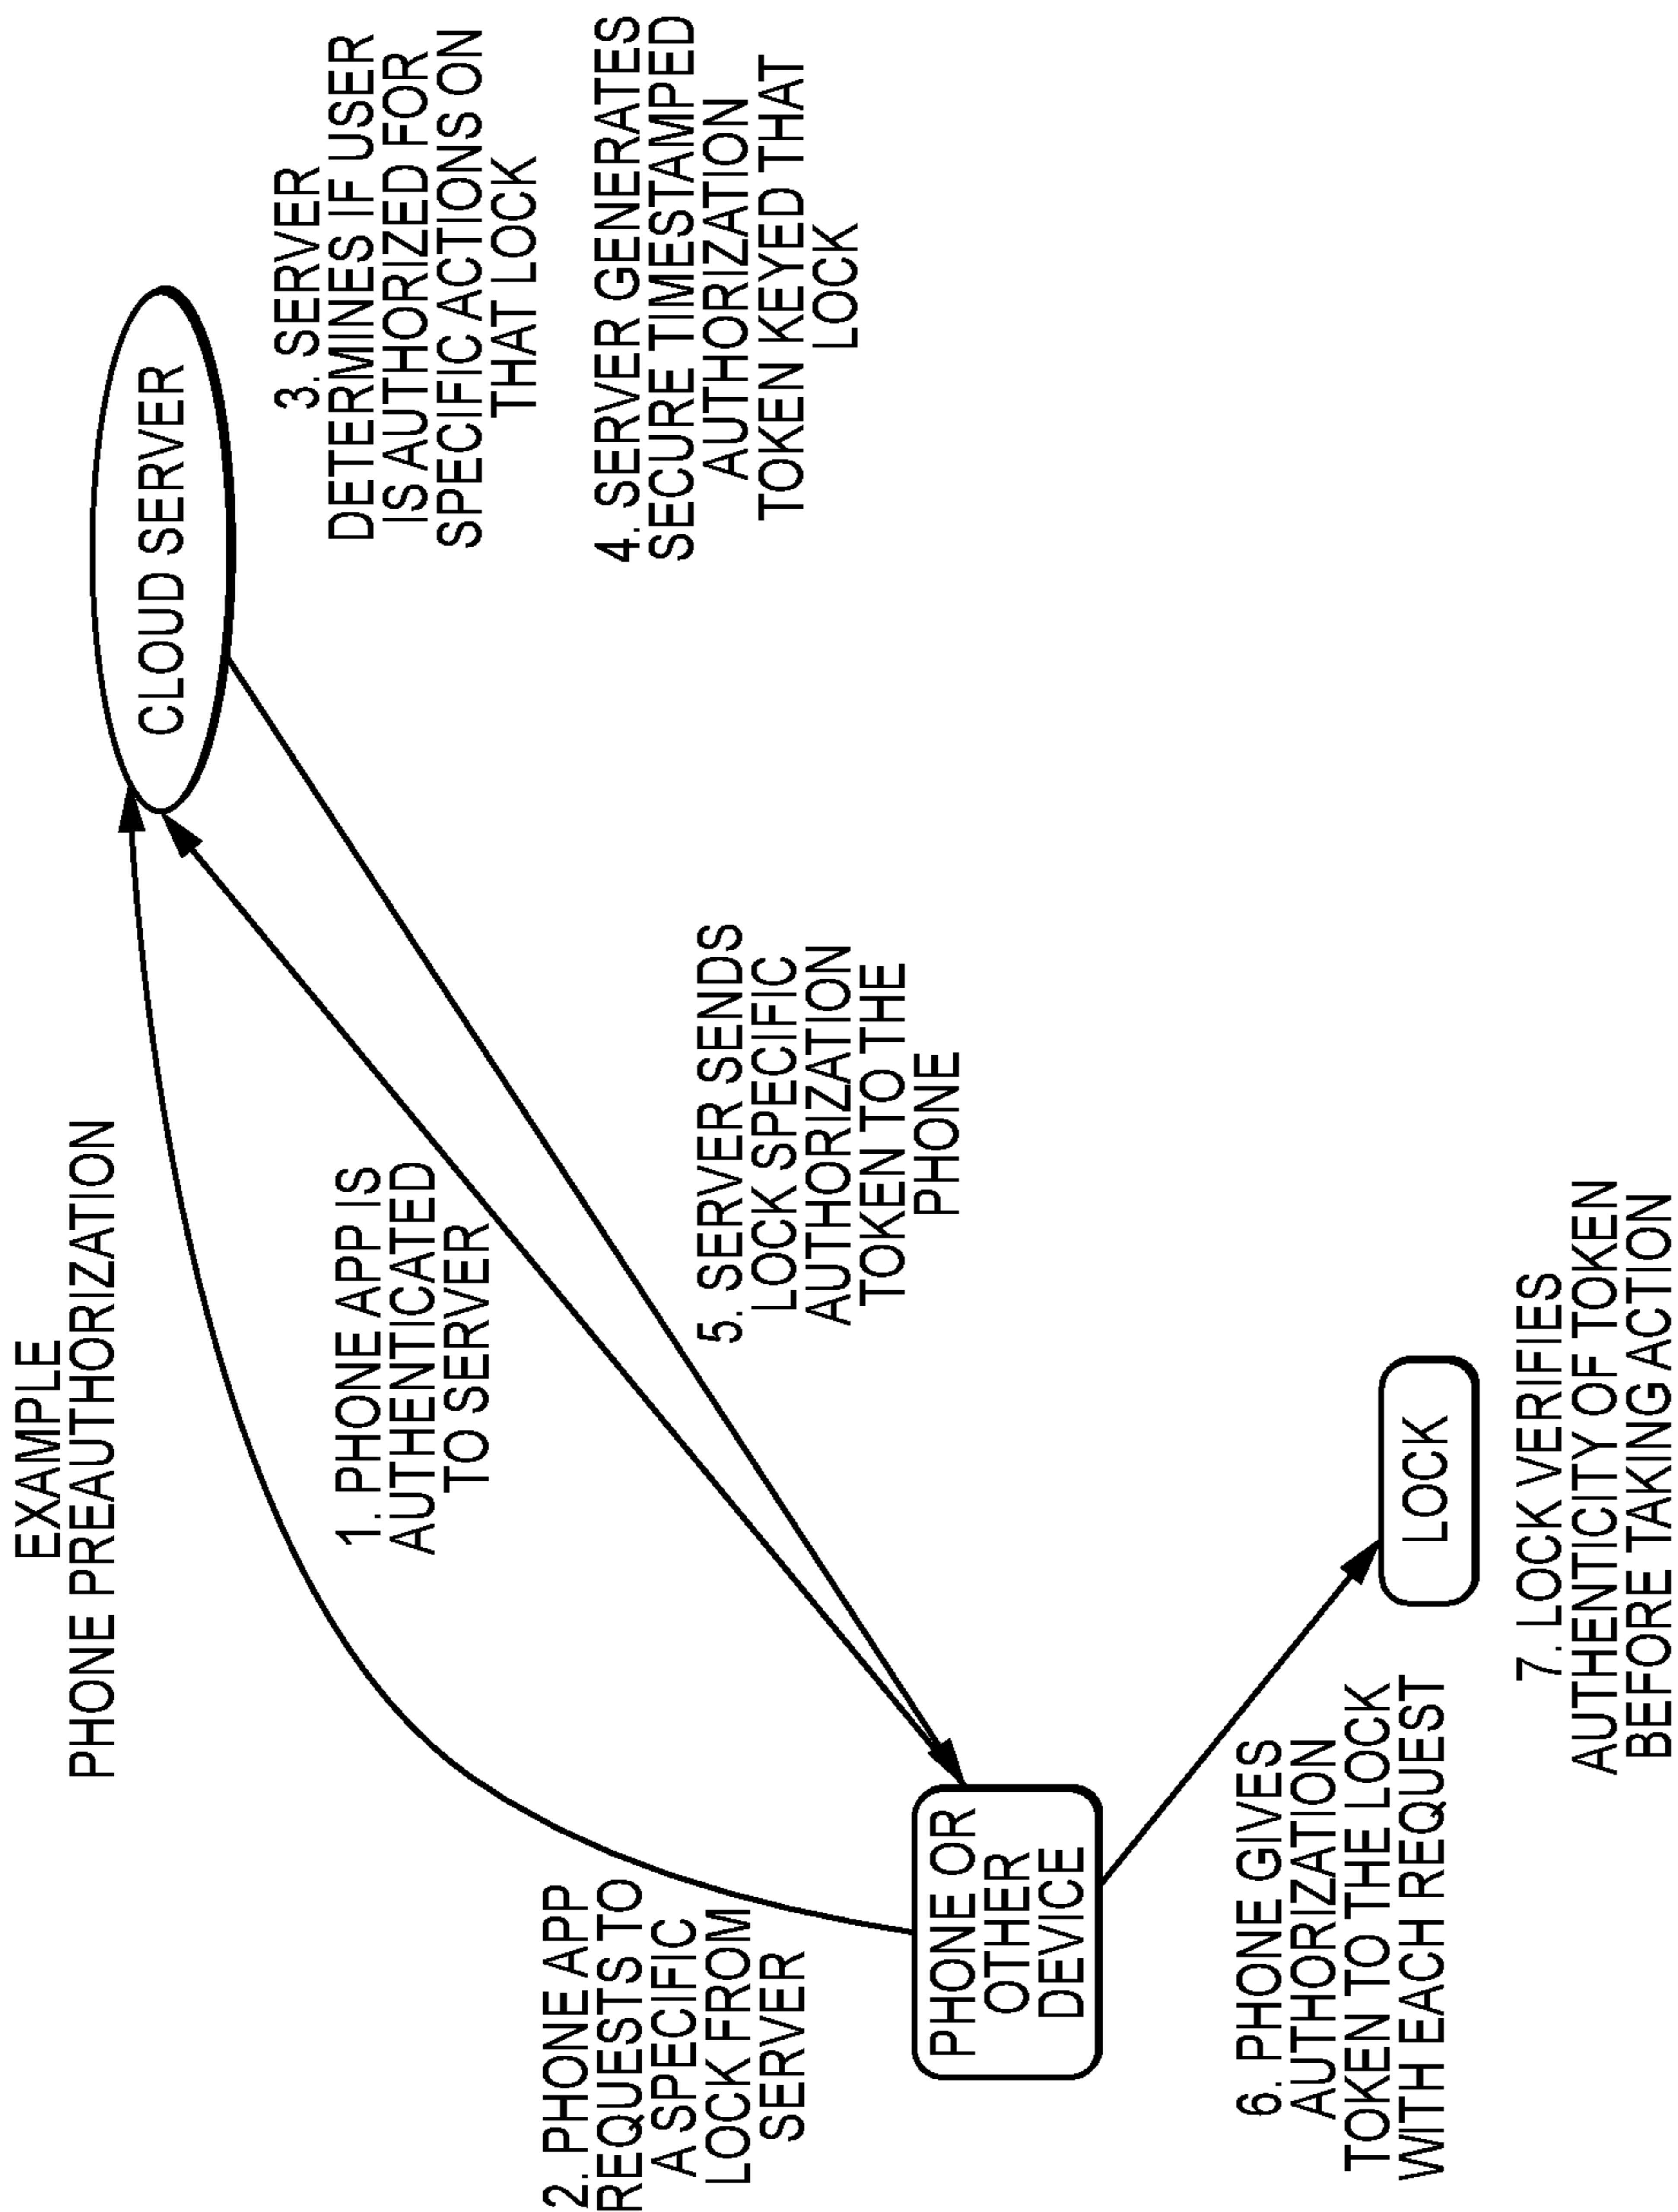 EXAMPLE
PHONE PREAUTHORIZATION
CLOUD SERVER
1. PHONE APP IS
AUTHENTICATED
TO SERVER
2. PHONE APP
REQUESTS TO
A SPECIFIC
LOCK FROM
SERVER
3. SERVER
DETERMINES IF USER
IS AUTHORIZED FOR
SPECIFIC ACTIONS ON
THAT LOCK
4. SERVER GENERATES
SECURE TIMESTAMPED
AUTHORIZATION
TOKEN KEYED THAT
LOCK
5. SERVER SENDS
LOCK SPECIFIC
AUTHORIZATION
TOKEN TO THE
PHONE
PHONE OR
OTHER
DEVICE
6. PHONE GIVES
AUTHORIZATION
TOKEN TO THE LOCK
WITH EACH REQUEST
LOCK
7. LOCK VERIFIES
AUTHENTICITY OF TOKEN
BEFORE TAKING ACTION